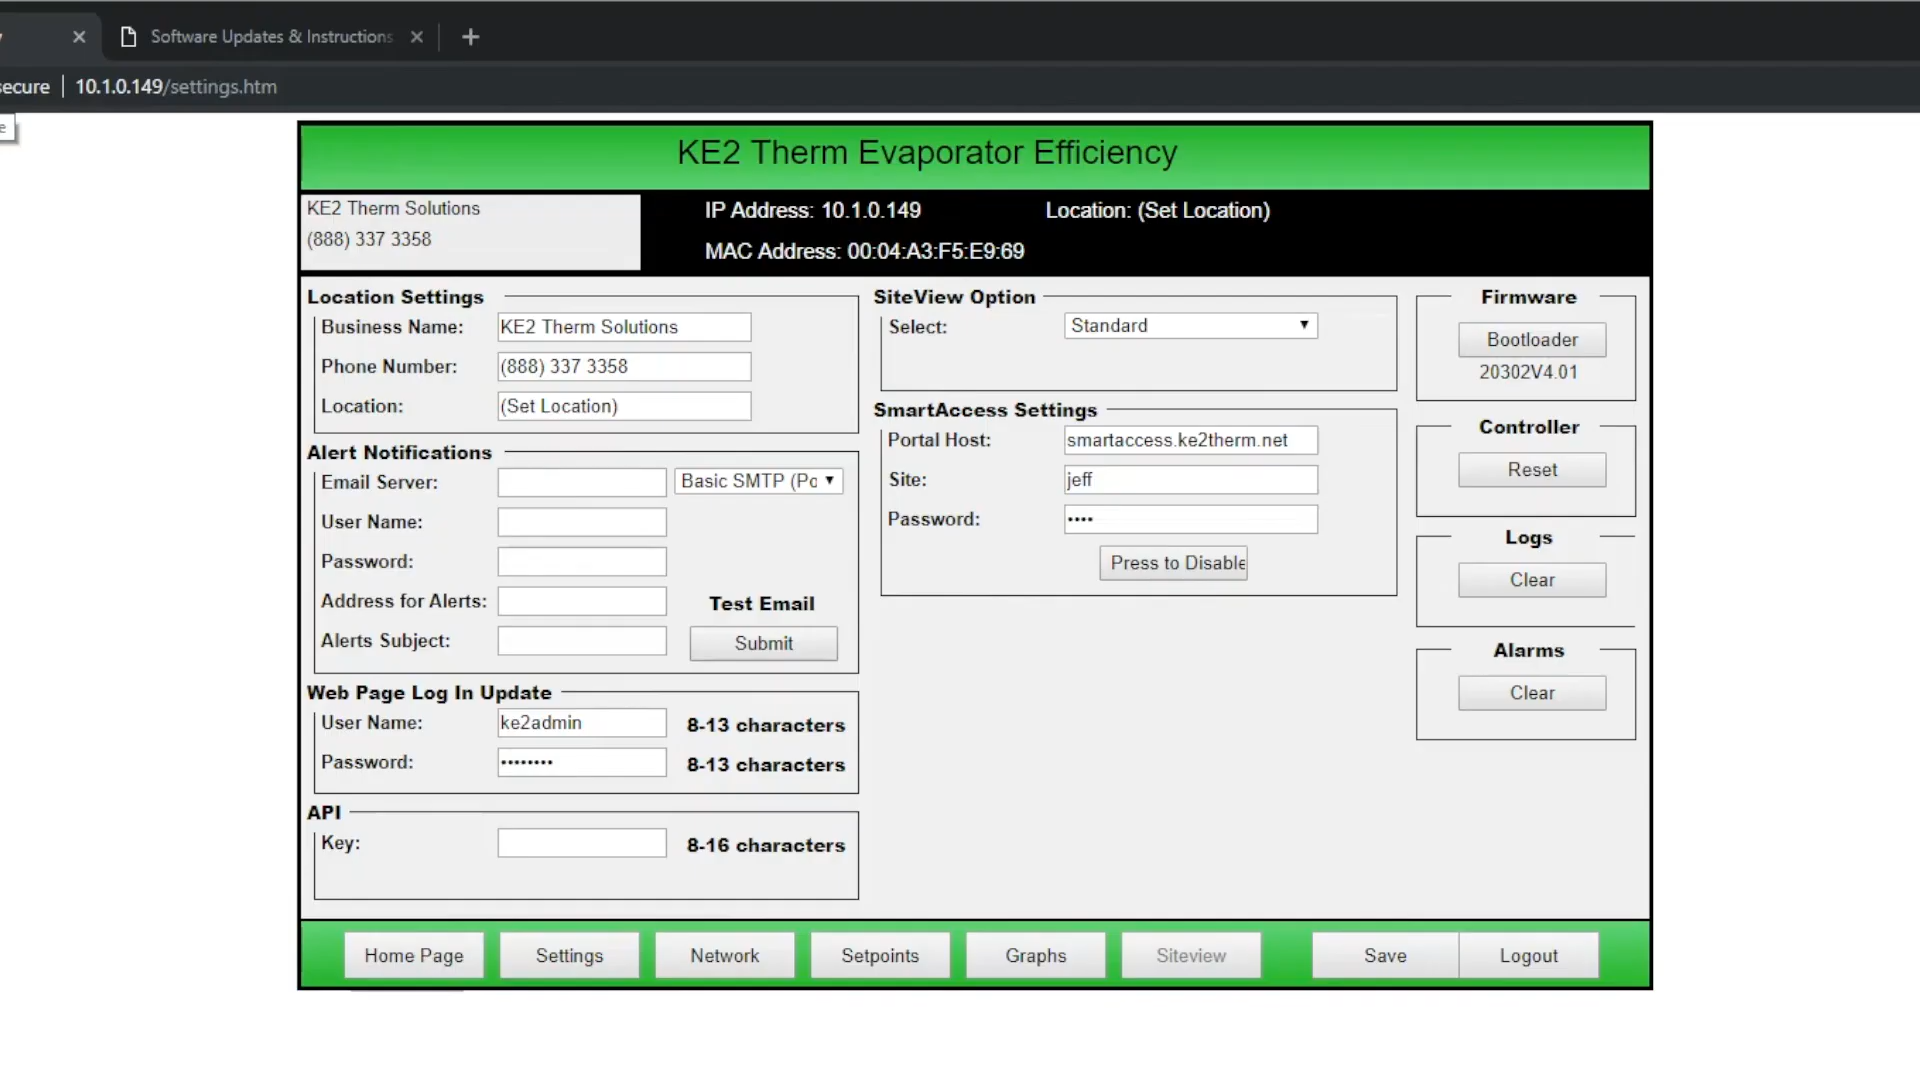 Software Updates & Instructions
secure | 10.1.0.149/settings.htm
KE2 Therm Evaporator Efficiency
KE2 Therm Solutions
(888) 337 3358
IP Address: 10.1.0.149
Location: (Set Location)
MAC Address: 00:04:A3:F5:E9:69
Location Settings
Business Name: KE2 Therm Solutions
Phone Number: (888) 337 3358
Location: (Set Location)
Alert Notifications
Email Server: Basic SMTP (Po
User Name:
Password:
Address for Alerts:
Test Email
Alerts Subject:
Submit
Web Page Log In Update
User Name: ke2admin 8-13 characters
Password: •••••••• 8-13 characters
API
Key: 8-16 characters
SiteView Option
Select: Standard
SmartAccess Settings
Portal Host: smartaccess.ke2therm.net
Site: jeff
Password: ••••
Press to Disable
Firmware
Bootloader
20302V4.01
Controller
Reset
Logs
Clear
Alarms
Clear
Home Page Settings Network Setpoints Graphs Siteview Save Logout